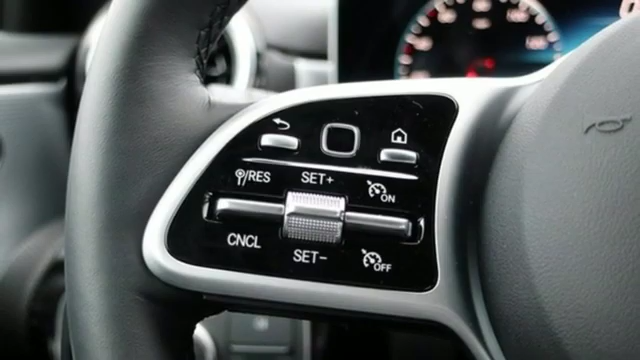 /RES SET+ ON
CNCL SET- OFF